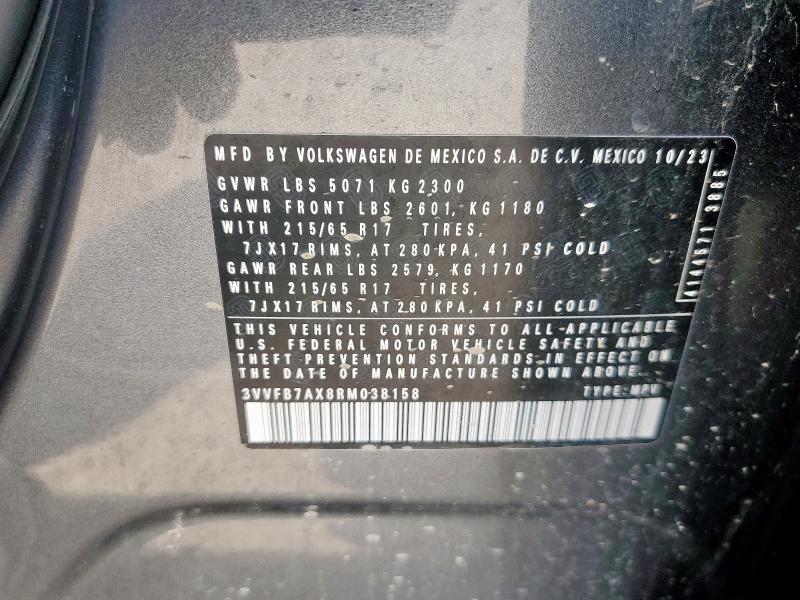 MFD BY VOLKSWAGEN DE MEXICO S.A. DE C.V. MEXICO 10/23
GVWR LBS 5071 KG 2300
GAWR FRONT LBS 2601, KG 1180
WITH 215/65 R17 TIRES,
7JX17 RIMS, AT 280 KPA, 41 PSI COLD
GAWR REAR LBS 2579, KG 1170
WITH 215/65 R17 TIRES,
7JX17 RIMS, AT 280 KPA, 41 PSI COLD
THIS VEHICLE CONFORMS TO ALL APPLICABLE
U.S. FEDERAL MOTOR VEHICLE SAFETY AND
THEFT PREVENTION STANDARDS IN EFFECT ON
THE DATE OF MANUFACTURE SHOWN ABOVE.
3VVFB7AX8RM038158 TYPE: MPV
3885